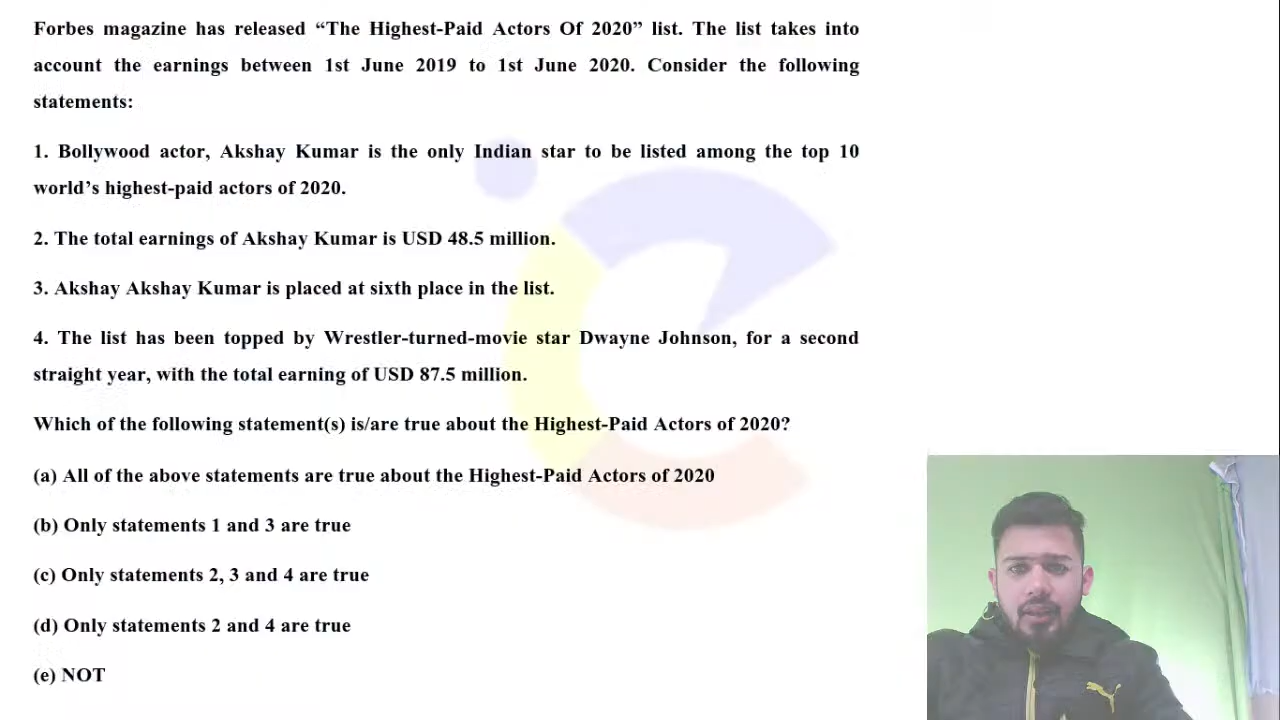 Forbes magazine has released “The Highest-Paid Actors Of 2020” list. The list takes into
account the earnings between 1st June 2019 to 1st June 2020. Consider the following
statements:
1. Bollywood actor, Akshay Kumar is the only Indian star to be listed among the top 10
world’s highest-paid actors of 2020.
2. The total earnings of Akshay Kumar is USD 48.5 million.
3. Akshay Akshay Kumar is placed at sixth place in the list.
4. The list has been topped by Wrestler-turned-movie star Dwayne Johnson, for a second
straight year, with the total earning of USD 87.5 million.
Which of the following statement(s) is/are true about the Highest-Paid Actors of 2020?
(a) All of the above statements are true about the Highest-Paid Actors of 2020
(b) Only statements 1 and 3 are true
(c) Only statements 2, 3 and 4 are true
(d) Only statements 2 and 4 are true
(e) NOT